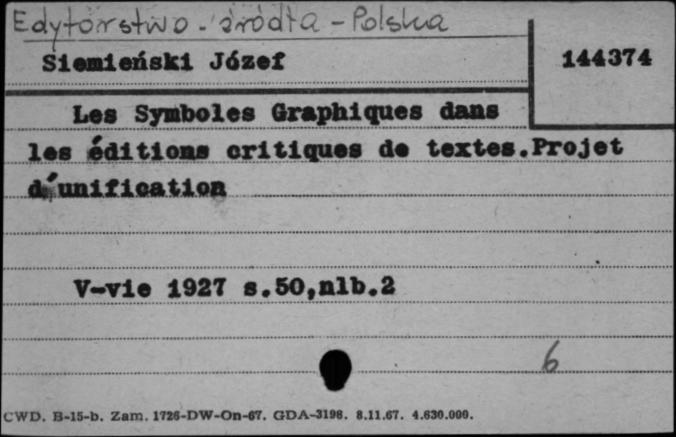 Edytorstwo - źródła - Polska
Siemieński Józef
144374
Les Symboles Graphiques dans
les éditions critiques de textes.Projet
d'unification
V-vie 1927 s.50,nlb.2
6
CWD. B-15-b. Zam. 1726-DW-On-67. GDA-3198. 8.11.67. 4.630.000.